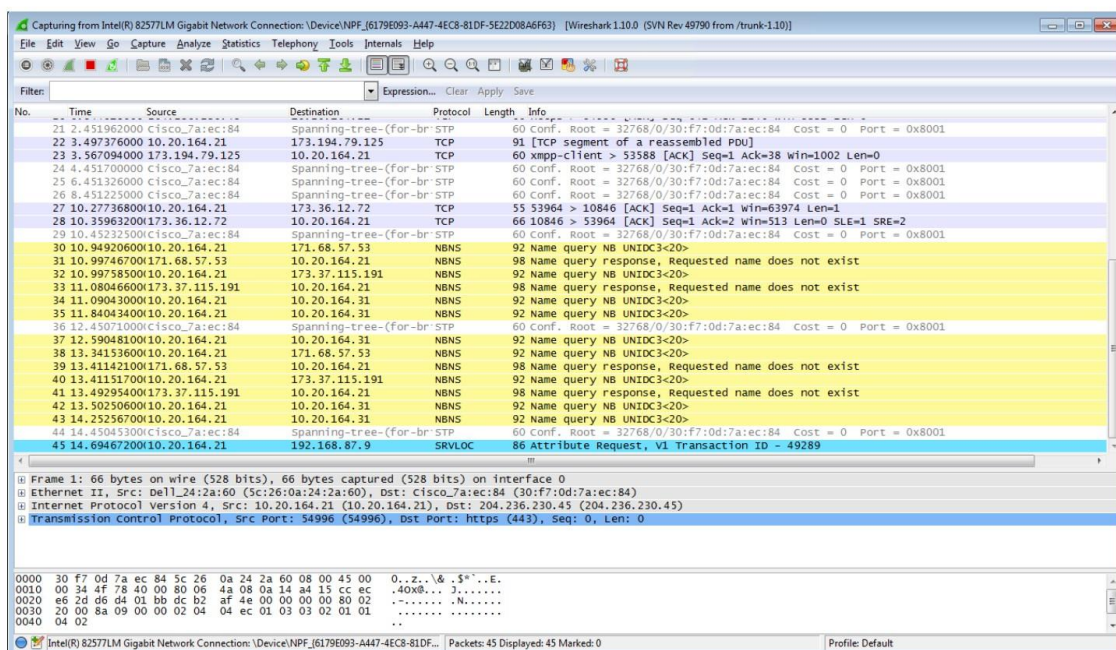 Capturing from Intel(R) 82577LM Gigabit Network Connection: \Device\NPF_{6179E093-A447-4EC8-81DF-5E22D08A6F63} [Wireshark 1.10.0 (SVN Rev 49790 from /trunk-1.10)]
File Edit View Go Capture Analyze Statistics Telephony Tools Internals Help
Filter: Expression... Clear Apply Save
No. Time Source Destination Protocol Length Info
21 2.451962000 Cisco_7a:ec:84 Spanning-tree-(for-br STP 60 Conf. Root = 32768/0/30:f7:0d:7a:ec:84 Cost = 0 Port = 0x8001
22 3.497376000 10.20.164.21 173.194.79.125 TCP 91 [TCP segment of a reassembled PDU]
23 3.567094000 173.194.79.125 10.20.164.21 TCP 60 xmpp-client > 53588 [ACK] Seq=1 Ack=38 Win=1002 Len=0
24 4.451700000 Cisco_7a:ec:84 Spanning-tree-(for-br STP 60 Conf. Root = 32768/0/30:f7:0d:7a:ec:84 Cost = 0 Port = 0x8001
25 6.451326000 Cisco_7a:ec:84 Spanning-tree-(for-br STP 60 Conf. Root = 32768/0/30:f7:0d:7a:ec:84 Cost = 0 Port = 0x8001
26 8.451225000 Cisco_7a:ec:84 Spanning-tree-(for-br STP 60 Conf. Root = 32768/0/30:f7:0d:7a:ec:84 Cost = 0 Port = 0x8001
27 10.27736800(10.20.164.21 173.36.12.72 TCP 55 53964 > 10846 [ACK] Seq=1 Ack=1 Win=63974 Len=1
28 10.35963200(173.36.12.72 10.20.164.21 TCP 66 10846 > 53964 [ACK] Seq=1 Ack=2 Win=513 Len=0 SLE=1 SRE=2
29 10.45232500(Cisco_7a:ec:84 Spanning-tree-(for-br STP 60 Conf. Root = 32768/0/30:f7:0d:7a:ec:84 Cost = 0 Port = 0x8001
30 10.94920600(10.20.164.21 171.68.57.53 NBNS 92 Name query NB UNIDC3<20>
31 10.99746700(171.68.57.53 10.20.164.21 NBNS 98 Name query response, Requested name does not exist
32 10.99758500(10.20.164.21 173.37.115.191 NBNS 92 Name query NB UNIDC3<20>
33 11.08046600(173.37.115.191 10.20.164.21 NBNS 98 Name query response, Requested name does not exist
34 11.09043000(10.20.164.21 10.20.164.31 NBNS 92 Name query NB UNIDC3<20>
35 11.84043400(10.20.164.21 10.20.164.31 NBNS 92 Name query NB UNIDC3<20>
36 12.45071000(Cisco_7a:ec:84 Spanning-tree-(for-br STP 60 Conf. Root = 32768/0/30:f7:0d:7a:ec:84 Cost = 0 Port = 0x8001
37 12.59048100(10.20.164.21 10.20.164.31 NBNS 92 Name query NB UNIDC3<20>
38 13.34153600(10.20.164.21 171.68.57.53 NBNS 92 Name query NB UNIDC3<20>
39 13.41142100(171.68.57.53 10.20.164.21 NBNS 98 Name query response, Requested name does not exist
40 13.41151700(10.20.164.21 173.37.115.191 NBNS 92 Name query NB UNIDC3<20>
41 13.49295400(173.37.115.191 10.20.164.21 NBNS 98 Name query response, Requested name does not exist
42 13.50250600(10.20.164.21 10.20.164.31 NBNS 92 Name query NB UNIDC3<20>
43 14.25256700(10.20.164.21 10.20.164.31 NBNS 92 Name query NB UNIDC3<20>
44 14.45045300(Cisco_7a:ec:84 Spanning-tree-(for-br STP 60 Conf. Root = 32768/0/30:f7:0d:7a:ec:84 Cost = 0 Port = 0x8001
45 14.69467200(10.20.164.21 192.168.87.9 SRVLOC 86 Attribute Request, V1 Transaction ID - 49289
Frame 1: 66 bytes on wire (528 bits), 66 bytes captured (528 bits) on interface 0
Ethernet II, Src: Dell_24:2a:60 (5c:26:0a:24:2a:60), Dst: Cisco_7a:ec:84 (30:f7:0d:7a:ec:84)
Internet Protocol Version 4, Src: 10.20.164.21 (10.20.164.21), Dst: 204.236.230.45 (204.236.230.45)
Transmission Control Protocol, Src Port: 54996 (54996), Dst Port: https (443), Seq: 0, Len: 0
0000 30 f7 0d 7a ec 84 5c 26 0a 24 2a 60 08 00 45 00 0..z..\& .$*`..E.
0010 00 34 4f 78 40 00 80 06 4a 08 0a 14 a4 15 cc ec .4Ox@... J.......
0020 e6 2d d6 d4 01 bb dc b2 af 4e 00 00 00 00 80 02 .-...... .N......
0030 20 00 8a 09 00 00 02 04 04 ec 01 03 03 02 01 01 ....... ........
0040 04 02 ..
Intel(R) 82577LM Gigabit Network Connection: \Device\NPF_{6179E093-A447-4EC8-81DF... Packets: 45 Displayed: 45 Marked: 0 Profile: Default